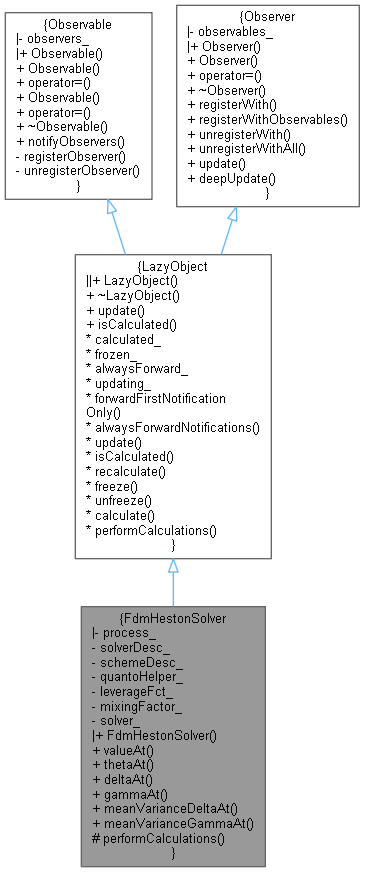 {Observable
|- observers_
|+ Observable()
+ Observable()
+ operator=()
+ Observable()
+ operator=()
+ ~Observable()
+ notifyObservers()
- registerObserver()
- unregisterObserver()
}
{Observer
|- observables_
|+ Observer()
+ Observer()
+ operator=()
+ ~Observer()
+ registerWith()
+ registerWithObservables()
+ unregisterWith()
+ unregisterWithAll()
+ update()
+ deepUpdate()
}
{LazyObject
||+ LazyObject()
+ ~LazyObject()
+ update()
+ isCalculated()
* calculated_
* frozen_
* alwaysForward_
* updating_
* forwardFirstNotification
Only()
* alwaysForwardNotifications()
* update()
* isCalculated()
* recalculate()
* freeze()
* unfreeze()
* calculate()
* performCalculations()
}
{FdmHestonSolver
|- process_
- solverDesc_
- schemeDesc_
- quantoHelper_
- leverageFct_
- mixingFactor_
- solver_
|+ FdmHestonSolver()
+ valueAt()
+ thetaAt()
+ deltaAt()
+ gammaAt()
+ meanVarianceDeltaAt()
+ meanVarianceGammaAt()
# performCalculations()
}